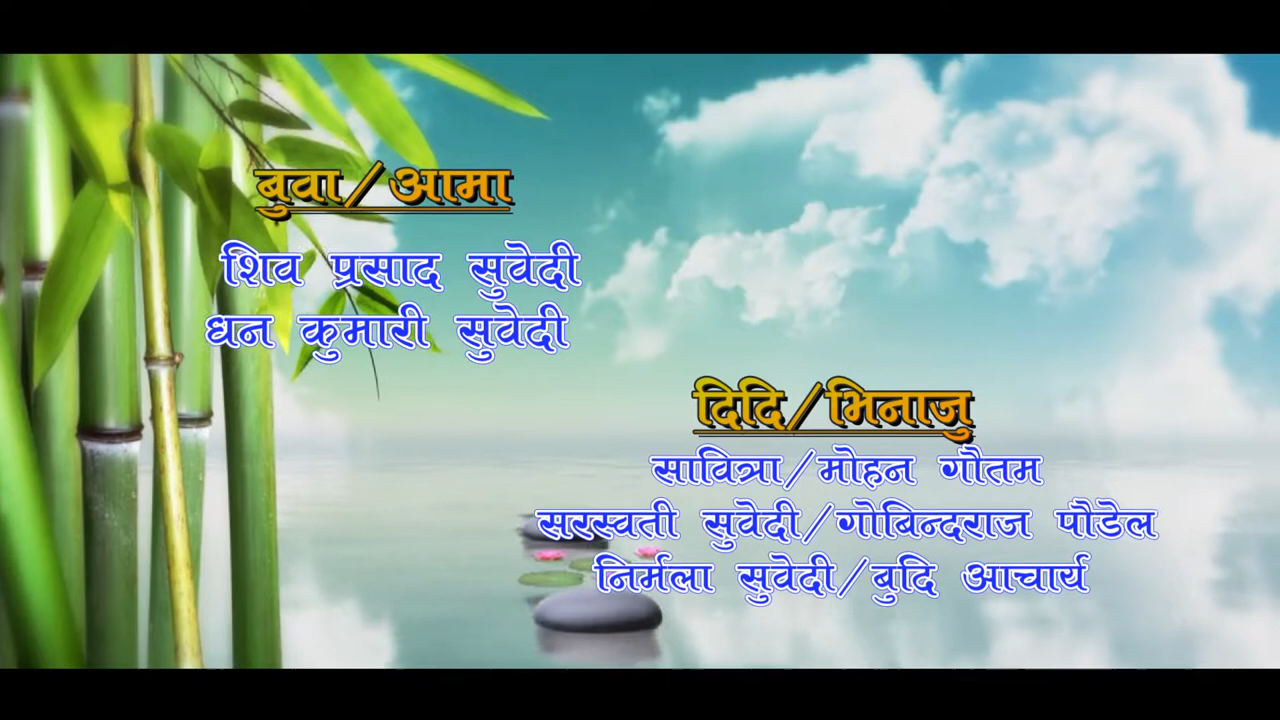 बुवा/आमा
शिव प्रसाद सुवेदी
धन कुमारी सुवेदी
दिदि/भिनाजु
सावित्रा/मोहन गौतम
सरस्वती सुवेदी/गोबिन्दराज पौडेल
निर्मला सुवेदी/बुदि आचार्य